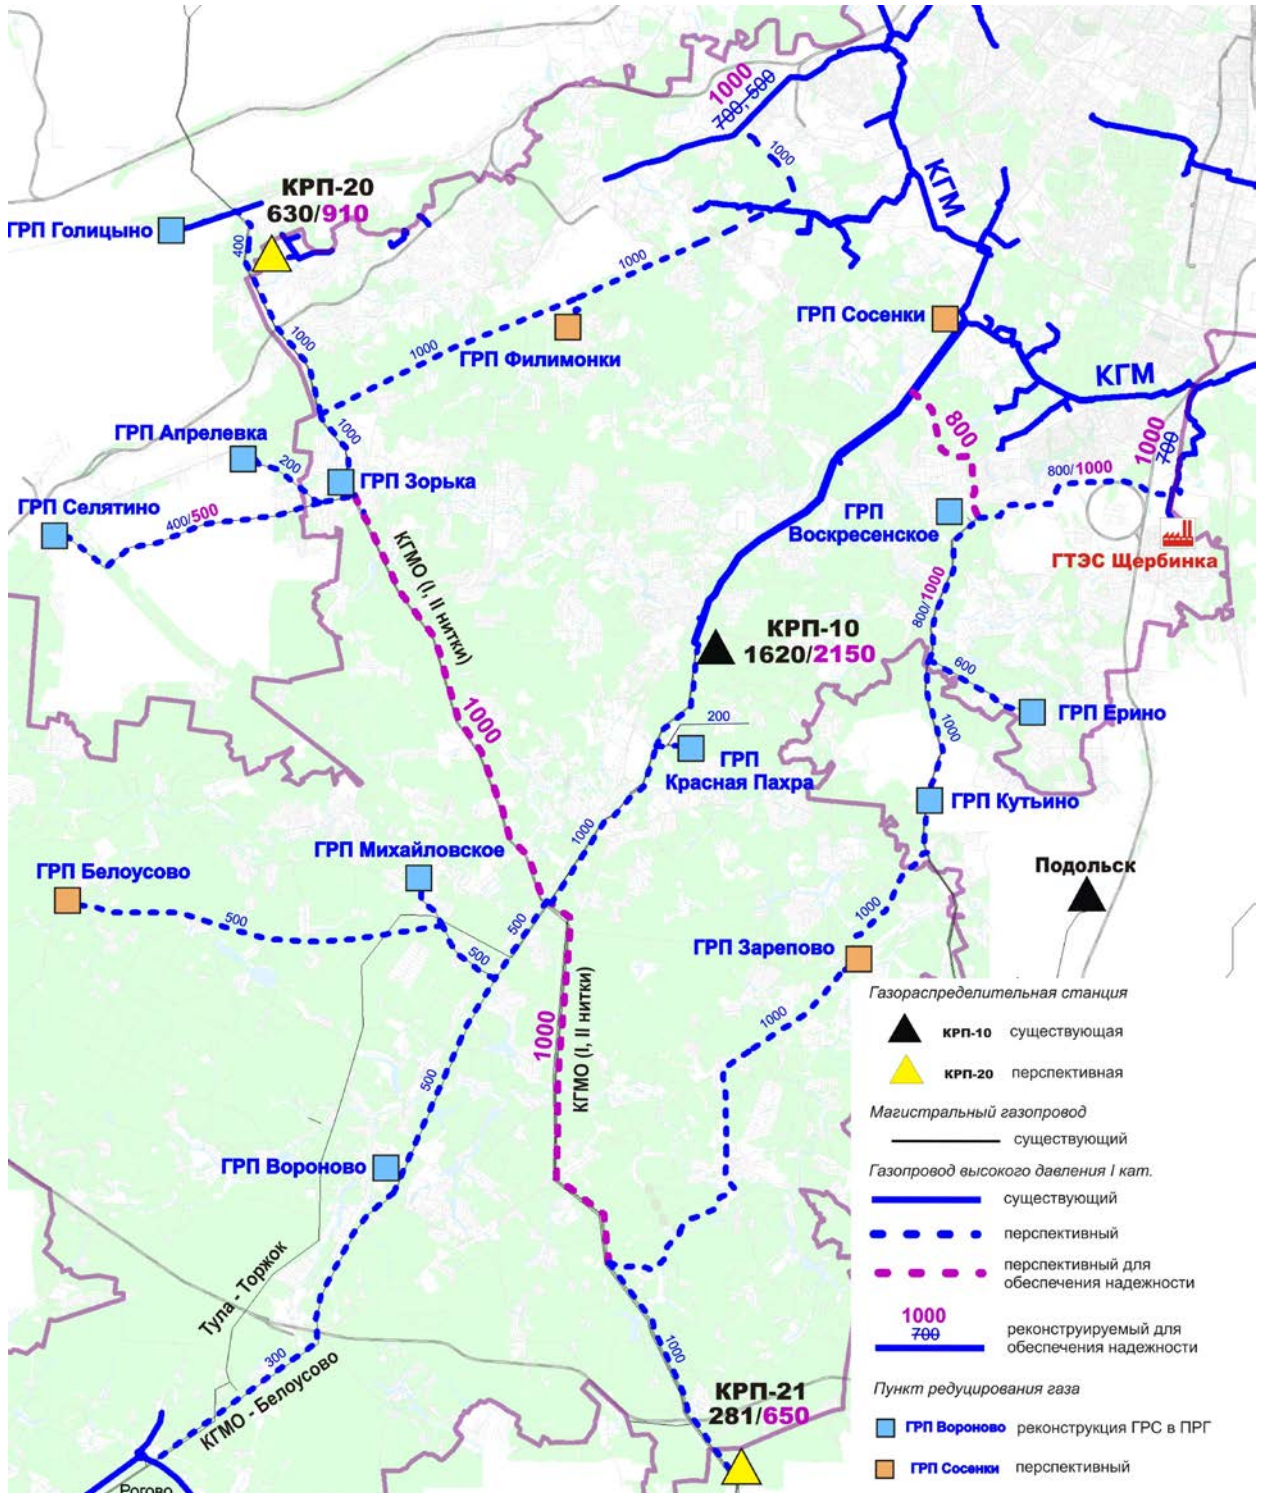 1000
700, 500
1000
КГМ
КРП-20
630/910
ГРП Голицыно
400
1000
ГРП Сосенки
1000
1000
ГРП Филимонки
КГМ
ГРП Апрелевка
1000
800
1000
700
200
ГРП Зорька
800/1000
ГРП Селятино
400/500
ГРП
Воскресенское
ГТЭС Щербинка
КГМО (I, II нитки)
800/1000
КРП-10
1620/2150
600
1000
200
ГРП Ерино
1000
ГРП
Красная Пахра
ГРП Кутьино
1000
ГРП Михайловское
ГРП Белоусово
Подольск
500
500
500
1000
ГРП Зарепово
1000
КГМО (I, II нитки)
1000
500
ГРП Вороново
Тула - Торжок
300
КГМО - Белоусово
1000
КРП-21
281/650
Рогово
Газораспределительная станция
КРП-10 существующая
КРП-20 перспективная
Магистральный газопровод
существующий
Газопровод высокого давления I кат.
существующий
перспективный
перспективный для
обеспечения надежности
1000
700
реконструируемый для
обеспечения надежности
Пункт редуцирования газа
ГРП Вороново реконструкция ГРС в ПРГ
ГРП Сосенки перспективный